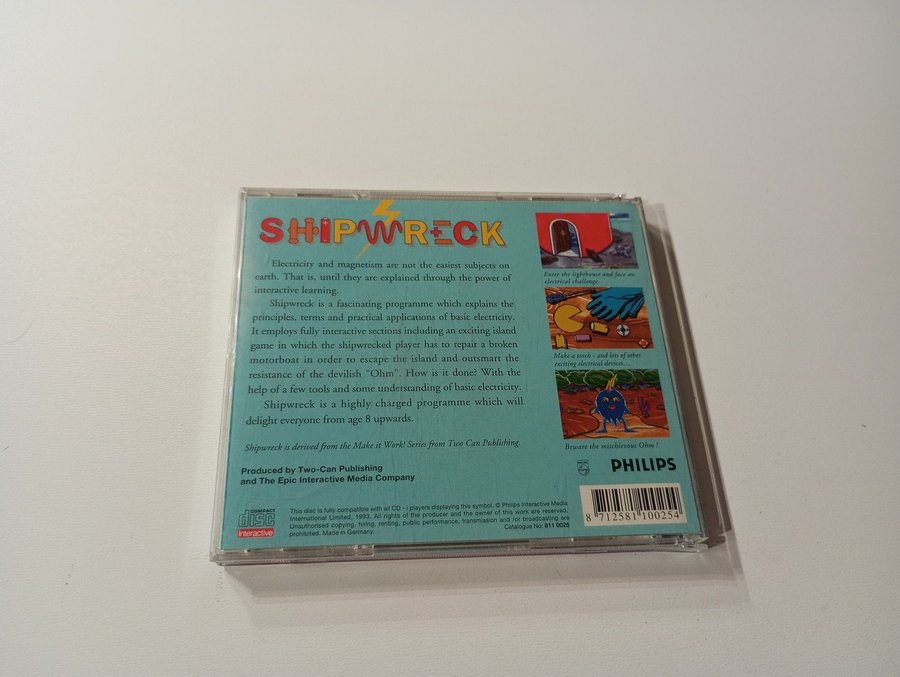 SHIPWRECK
Electricity and magnetism are not the easiest subjects on
earth. That is, until they are explained through the power of
interactive learning.
Shipwreck is a fascinating programme which explains the
principles, terms and practical applications of basic electricity.
It employs fully interactive sections including an exciting island
game in which the shipwrecked player has to repair a broken
motorboat in order to escape the island and outsmart the
resistance of the devilish "Ohm". How is it done? With the
help of a few tools and some understanding of basic electricity.
Shipwreck is a highly charged programme which will
delight everyone from age 8 upwards.
Shipwreck is derived from the Make it Work! Series from Two Can Publishing.
Produced by Two-Can Publishing
and The Epic Interactive Media Company
Enter the lighthouse and face an
electrical challenge.
Make a torch - and lots of other
exciting electrical devices...
Beware the mischievous Ohm !
PHILIPS
COMPACT
disc
Interactive
This disc is fully compatible with all CD - i players displaying this symbol. © Philips Interactive Media
International Limited, 1993. All rights of the producer and the owner of this work are reserved.
Unauthorised copying, hiring, renting, public performance, transmission and /or broadcasting are
prohibited. Made in Germany. Catalogue No: 811 0025
8 712581 100254